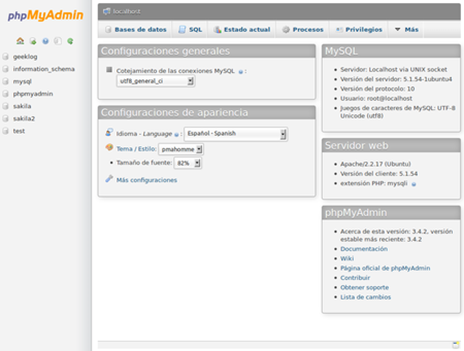 phpMyAdmin
geeklog
information_schema
mysql
phpmyadmin
sakila
sakila2
test
localhost
Bases de datos
SQL
Estado actual
Procesos
Privilegios
Más
Configuraciones generales
Cotejamiento de las conexiones MySQL :
utf8_general_ci
Configuraciones de apariencia
Idioma - Language : Español - Spanish
Tema / Estilo: pmahomme
Tamaño de fuente: 82%
Más configuraciones
MySQL
Servidor: Localhost via UNIX socket
Versión del servidor: 5.1.54-1ubuntu4
Versión del protocolo: 10
Usuario: root@localhost
Juegos de caracteres de MySQL: UTF-8
Unicode (utf8)
Servidor web
Apache/2.2.17 (Ubuntu)
Versión del cliente: 5.1.54
extensión PHP: mysqli
phpMyAdmin
Acerca de esta versión: 3.4.2, versión
estable más reciente: 3.4.2
Documentación
Wiki
Página oficial de phpMyAdmin
Contribuir
Obtener soporte
Lista de cambios